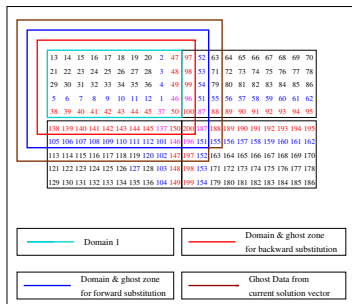 13 14 15 16 17 18 19 20 2 47 97 52 63 64 65 66 67 68 69 70
21 22 23 24 25 26 27 28 3 48 98 53 71 72 73 74 75 76 77 78
29 30 31 32 33 34 35 36 4 49 99 54 79 80 81 82 83 84 85 86
5 6 7 8 9 10 11 12 1 46 96 51 55 56 57 58 59 60 61 62
38 39 40 41 42 43 44 45 37 50 100 87 88 89 90 91 92 93 94 95
138 139 140 141 142 143 144 145 137 150 200 187 188 189 190 191 192 193 194 195
105 106 107 108 109 110 111 112 101 146 196 151 155 156 157 158 159 160 161 162
113 114 115 116 117 118 119 120 102 147 197 152 163 164 165 166 167 168 169 170
121 122 123 124 125 126 127 128 103 148 198 153 171 172 173 174 175 176 177 178
129 130 131 132 133 134 135 136 104 149 199 154 179 180 181 182 183 184 185 186
Domain 1
Domain & ghost zone
for backward substitution
Domain & ghost zone
for forward substitution
Ghost Data from
current solution vector